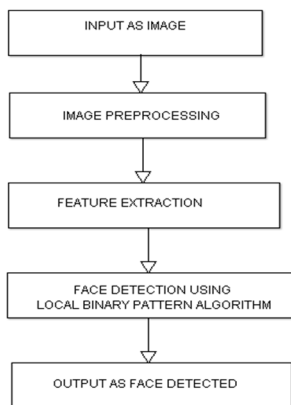 INPUT AS IMAGE
IMAGE PREPROCESSING
FEATURE EXTRACTION
FACE DETECTION USING
LOCAL BINARY PATTERN ALGORITHM
OUTPUT AS FACE DETECTED